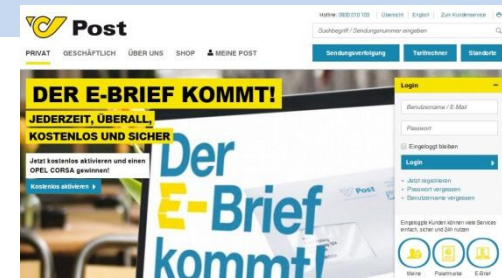 Hotline: 0800 010 100 | Übersicht | English | Zum Kundenservice
Post
Suchbegriff / Sendungsnummer eingeben
PRIVAT GESCHÄFTLICH ÜBER UNS SHOP MEINE POST
Sendungsverfolgung Tarifrechner Standorte
DER E-BRIEF KOMMT!
JEDERZEIT, ÜBERALL,
KOSTENLOS UND SICHER
Jetzt kostenlos aktivieren und einen
OPEL CORSA gewinnen!
Kostenlos aktivieren
Der
E-Brief
kommt!
Post
Login
Benutzername / E-Mail
Passwort
Eingeloggt bleiben
Login
Jetzt registrieren
Passwort vergessen
Benutzername vergessen
Eingeloggte Kunden können viele Services
einfach, sicher und 24h nutzen
Meine Paketmarke E-Brief